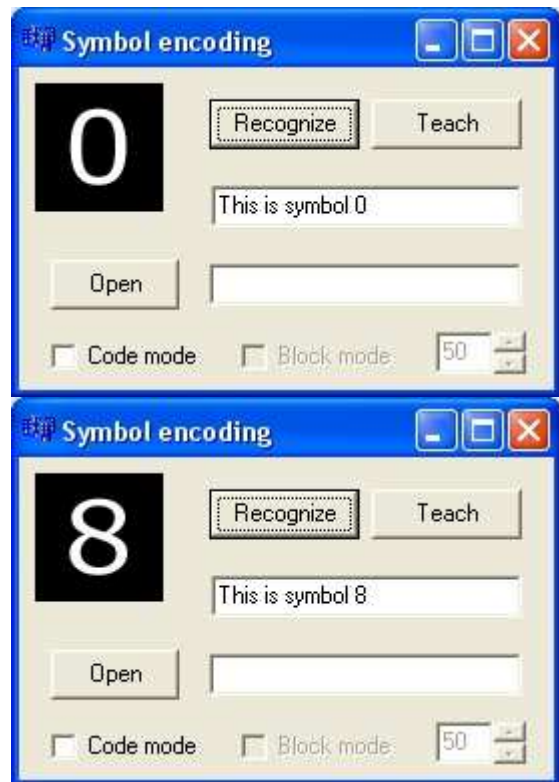 Symbol encoding
0
Recognize Teach
This is symbol 0
Open
Code mode Block mode 50
Symbol encoding
8
Recognize Teach
This is symbol 8
Open
Code mode Block mode 50